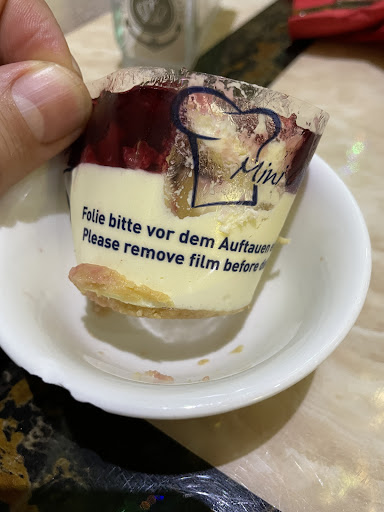 Mini
Folie bitte vor dem Auftauen
Please remove film before